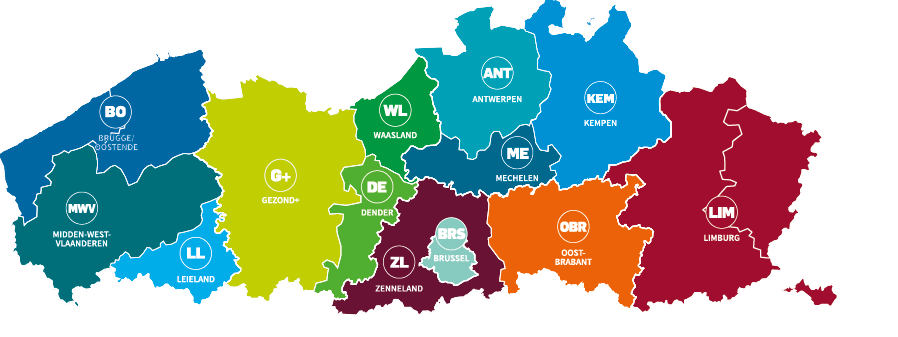 BO
BRUGGE/
OOSTENDE
MWV
MIDDEN-WEST-
VLAANDEREN
LL
LEIELAND
G+
GEZOND+
WL
WAASLAND
DE
DENDER
ANT
ANTWERPEN
ME
MECHELEN
KEM
KEMPEN
ZL
ZENNELAND
BRS
BRUSSEL
OBR
OOST-
BRABANT
LIM
LIMBURG